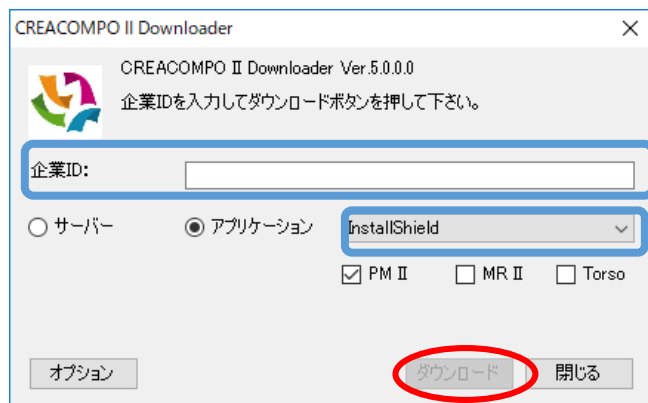 CREACOMPO II Downloader
CREACOMPO Ⅱ Downloader Ver.5.0.0.0
企業IDを入力してダウンロードボタンを押して下さい。
企業ID:
サーバー アプリケーション InstallShield
PM Ⅱ MR Ⅱ Torso
オプション ダウンロード 閉じる